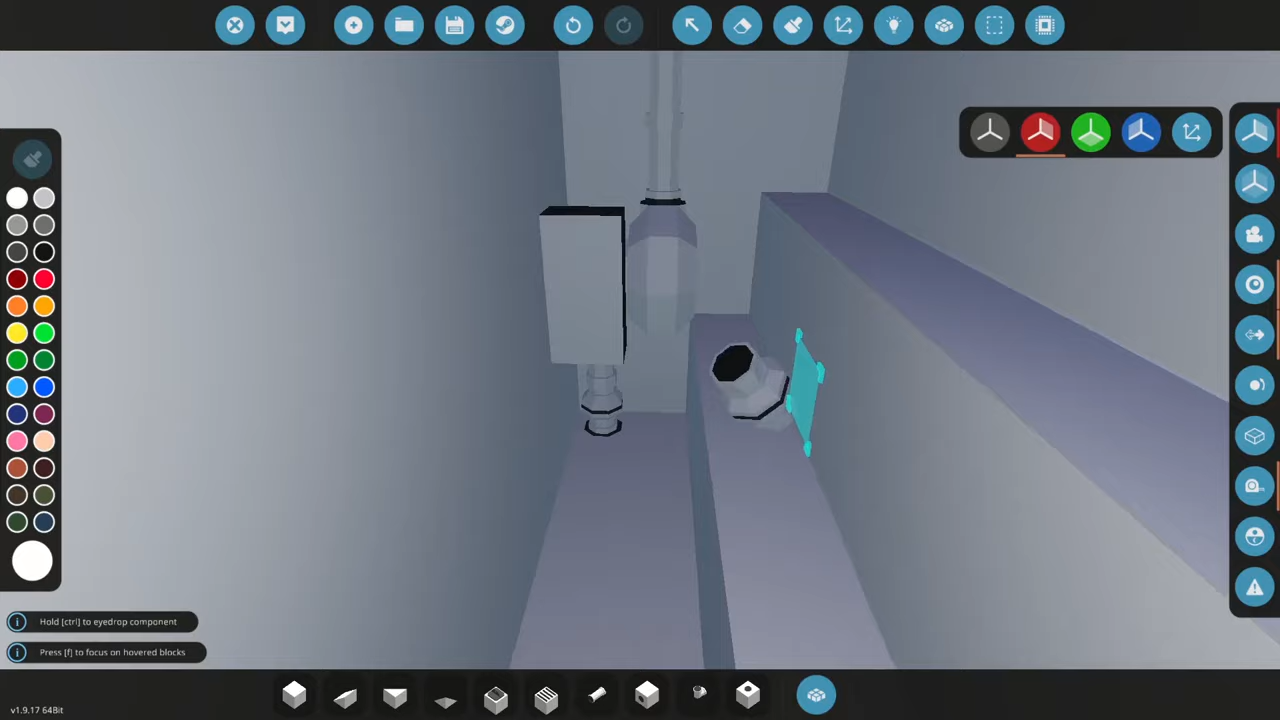 Hold [ctrl] to eyedrop component
Press [f] to focus on hovered blocks
v1.9.17 64Bit